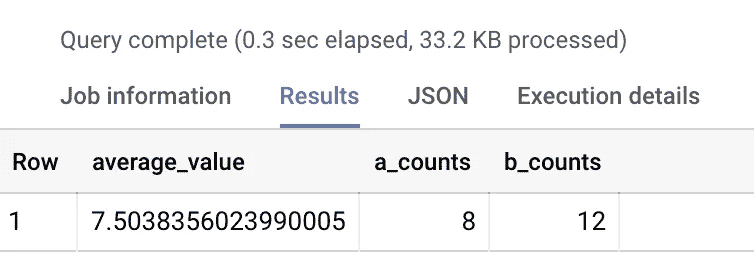 Query complete (0.3 sec elapsed, 33.2 KB processed)
Job information Results JSON Execution details
Row average_value a_counts b_counts
1 7.5038356023990005 8 12